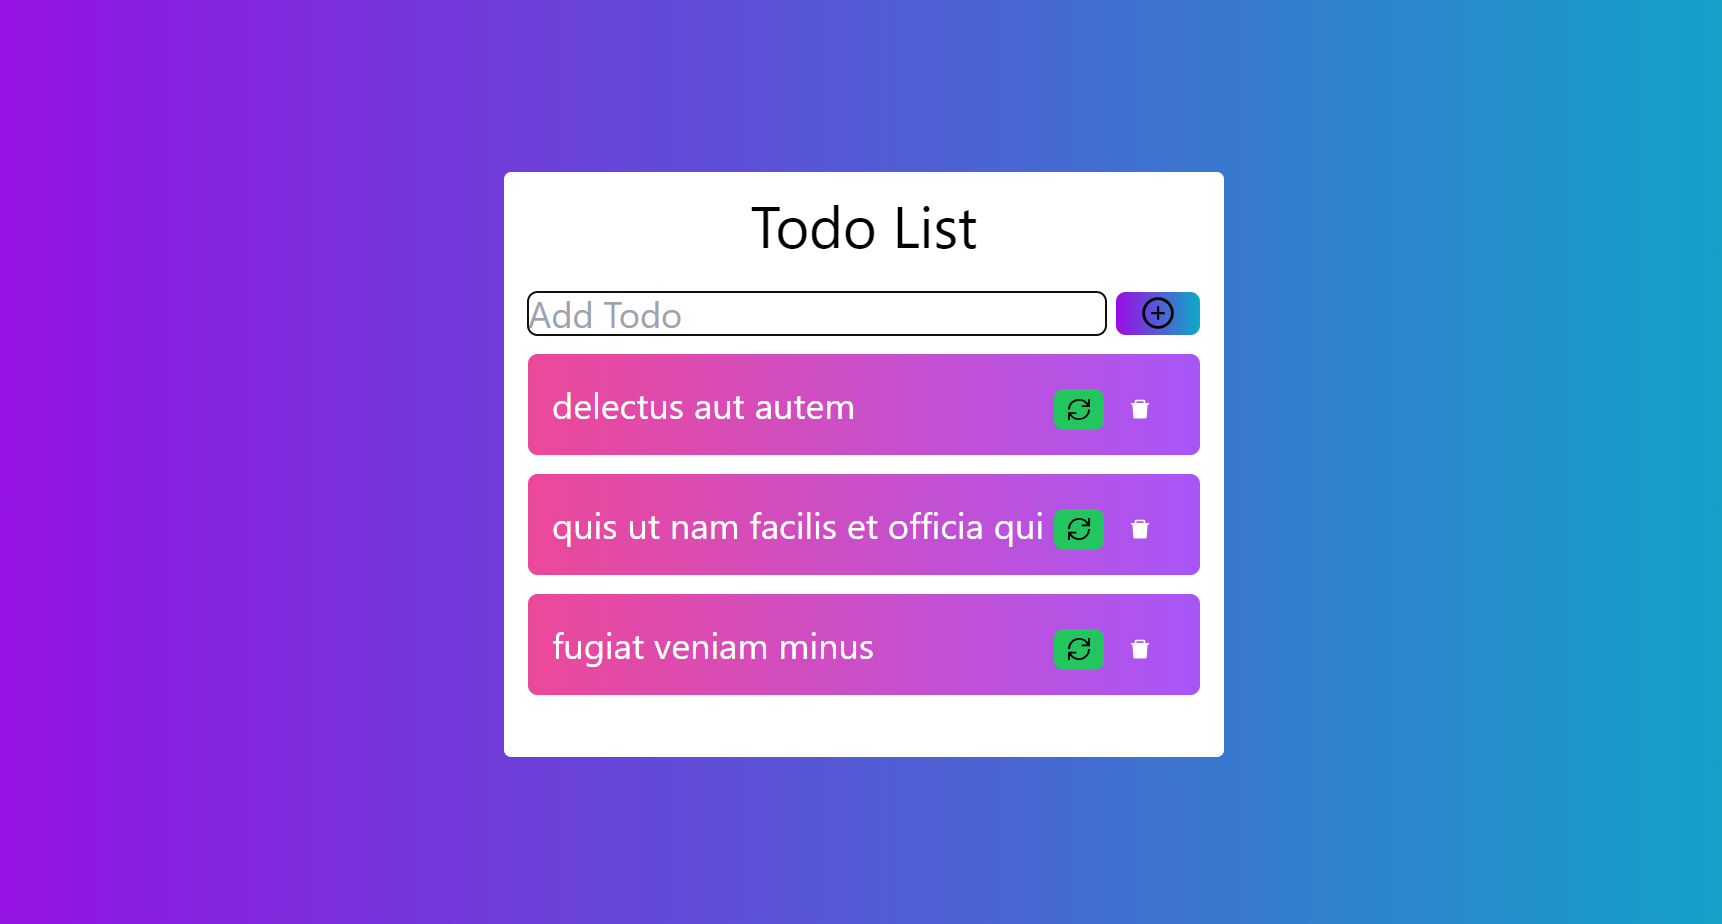 Todo List
Add Todo
delectus aut autem
quis ut nam facilis et officia qui
fugiat veniam minus